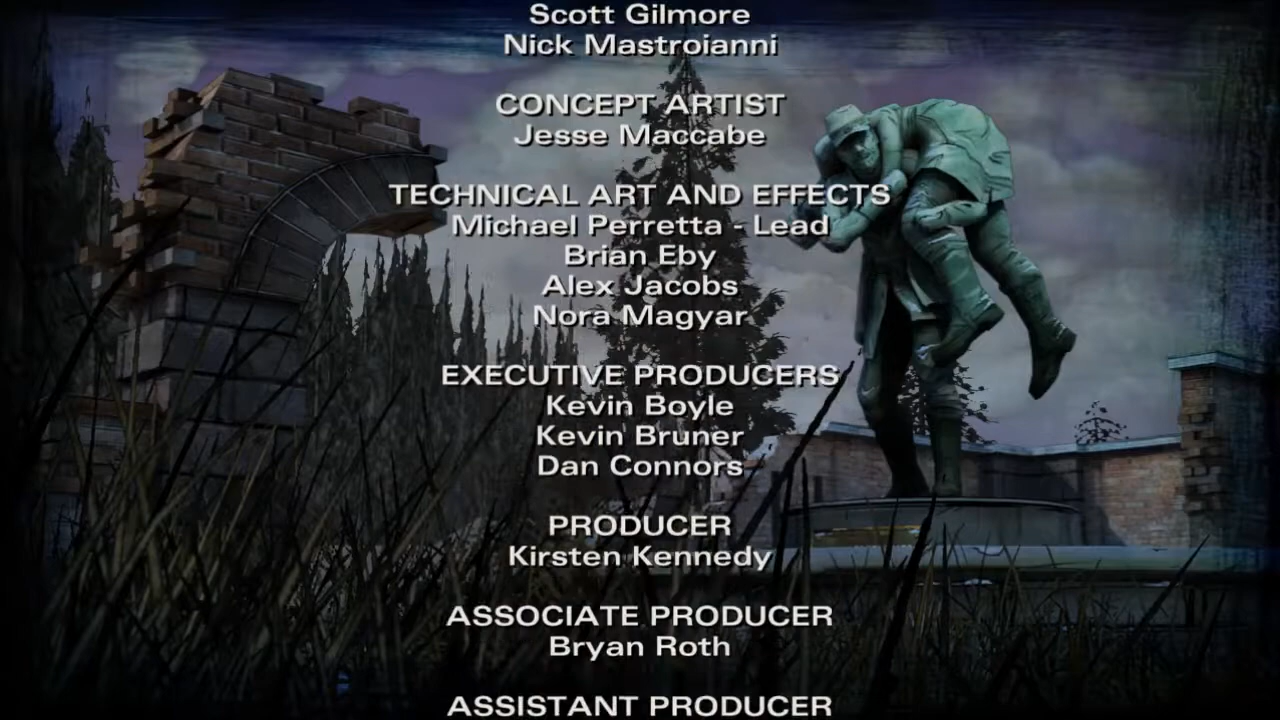 Scott Gilmore
Nick Mastroianni
CONCEPT ARTIST
Jesse Maccabe
TECHNICAL ART AND EFFECTS
Michael Perretta - Lead
Brian Eby
Alex Jacobs
Nora Magyar
EXECUTIVE PRODUCERS
Kevin Boyle
Kevin Bruner
Dan Connors
PRODUCER
Kirsten Kennedy
ASSOCIATE PRODUCER
Bryan Roth
ASSISTANT PRODUCER